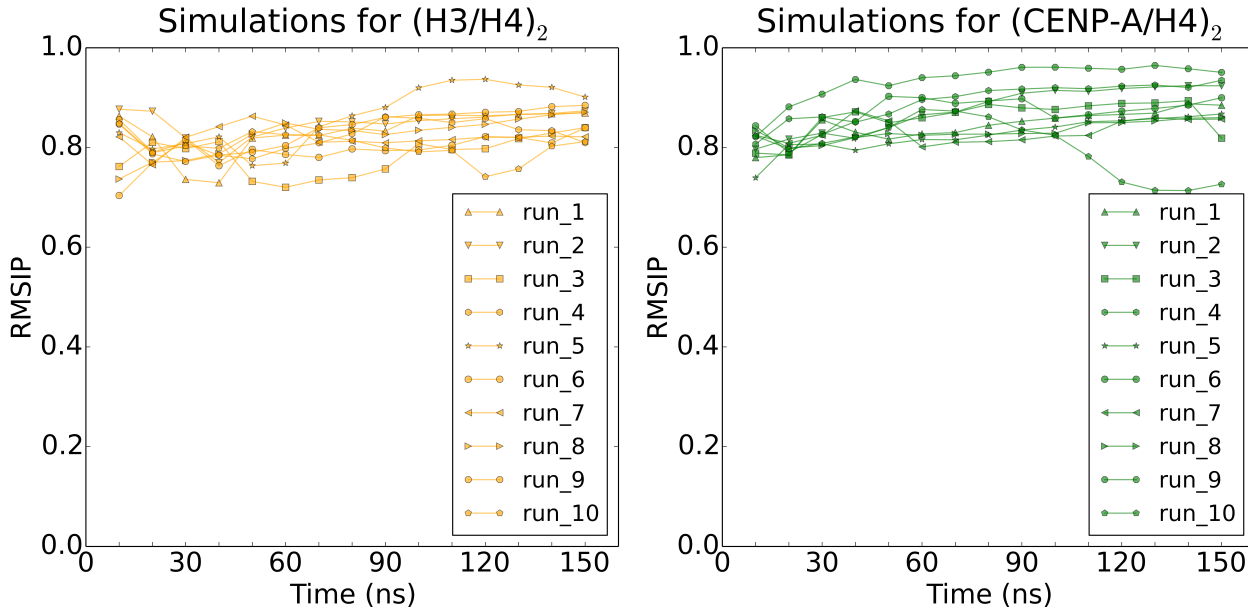 Simulations for (H3/H4)₂
1.0
0.8
0.6
0.4
0.2
0.0
RMSIP
run_1
run_2
run_3
run_4
run_5
run_6
run_7
run_8
run_9
run_10
0 30 60 90 120 150
Time (ns)
Simulations for (CENP-A/H4)₂
1.0
0.8
0.6
0.4
0.2
0.0
RMSIP
run_1
run_2
run_3
run_4
run_5
run_6
run_7
run_8
run_9
run_10
0 30 60 90 120 150
Time (ns)